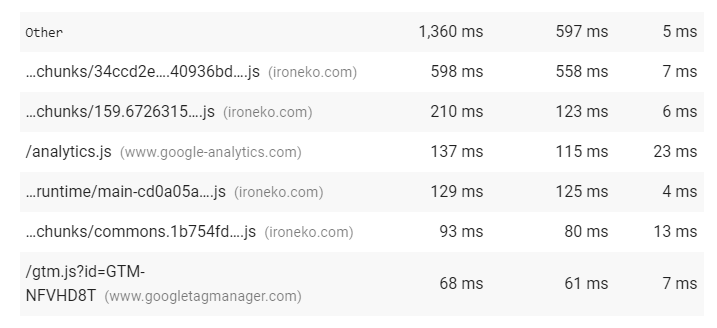 Other 1,360 ms 597 ms 5 ms
…chunks/34ccd2e….40936bd….js (ironeko.com) 598 ms 558 ms 7 ms
…chunks/159.6726315….js (ironeko.com) 210 ms 123 ms 6 ms
/analytics.js (www.google-analytics.com) 137 ms 115 ms 23 ms
…runtime/main-cd0a05a….js (ironeko.com) 129 ms 125 ms 4 ms
…chunks/commons.1b754fd….js (ironeko.com) 93 ms 80 ms 13 ms
/gtm.js?id=GTM-
NFVHD8T (www.googletagmanager.com) 68 ms 61 ms 7 ms